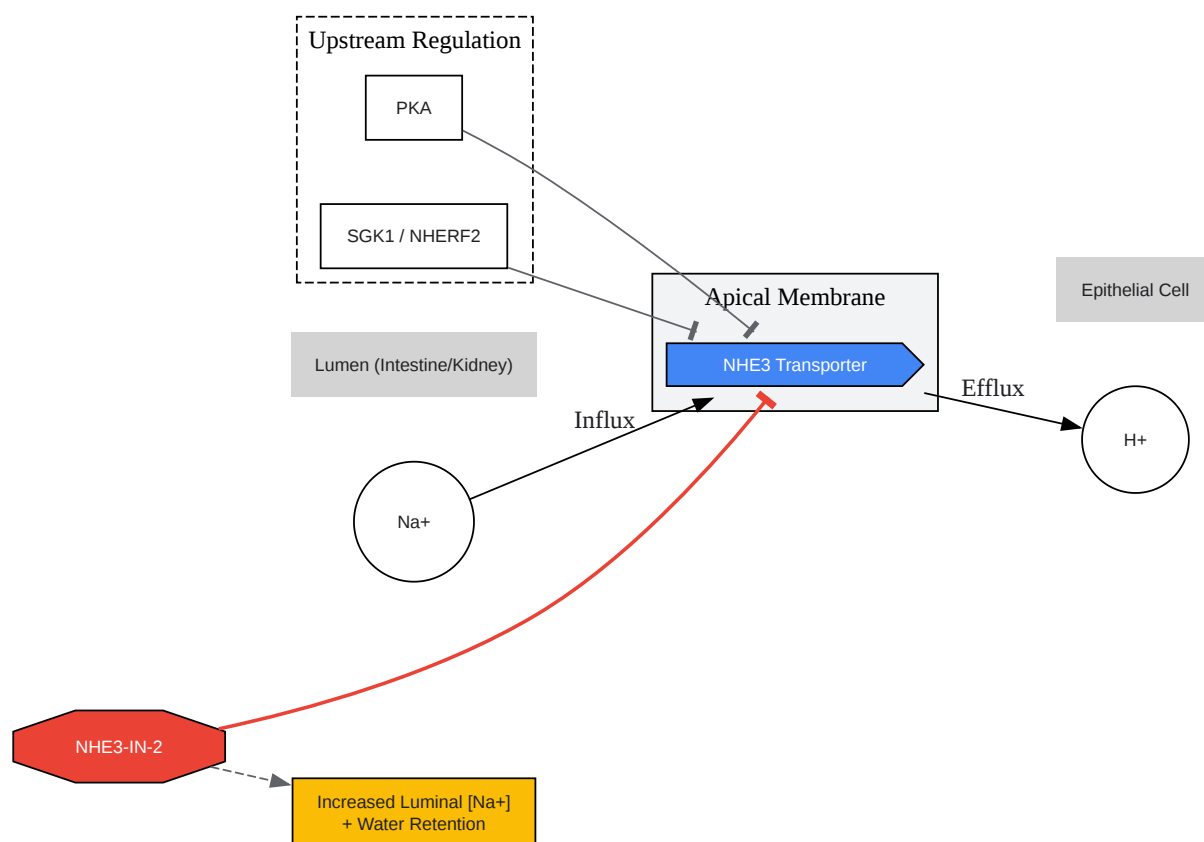 Upstream Regulation
PKA
SGK1 / NHERF2
Epithelial Cell
Apical Membrane
Lumen (Intestine/Kidney)
NHE3 Transporter
Influx
Efflux
H+
Na+
NHE3-IN-2
Increased Luminal [Na+]
+ Water Retention